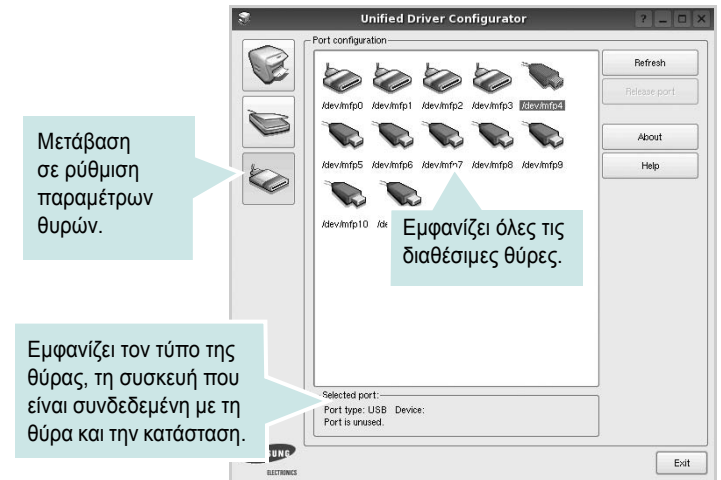 Unified Driver Configurator
Port configuration
/dev/mfp0 /dev/mfp1 /dev/mfp2 /dev/mfp3 /dev/mfp4
/dev/mfp5 /dev/mfp6 /dev/mfp7 /dev/mfp8 /dev/mfp9
/dev/mfp10
Refresh
Release port
About
Help
Μετάβαση
σε ρύθμιση
παραμέτρων
θυρών.
Εμφανίζει όλες τις
διαθέσιμες θύρες.
Εμφανίζει τον τύπο της
θύρας, τη συσκευή που
είναι συνδεδεμένη με τη
θύρα και την κατάσταση.
Selected port:
Port type: USB Device:
Port is unused.
ELECTRONICS
Exit